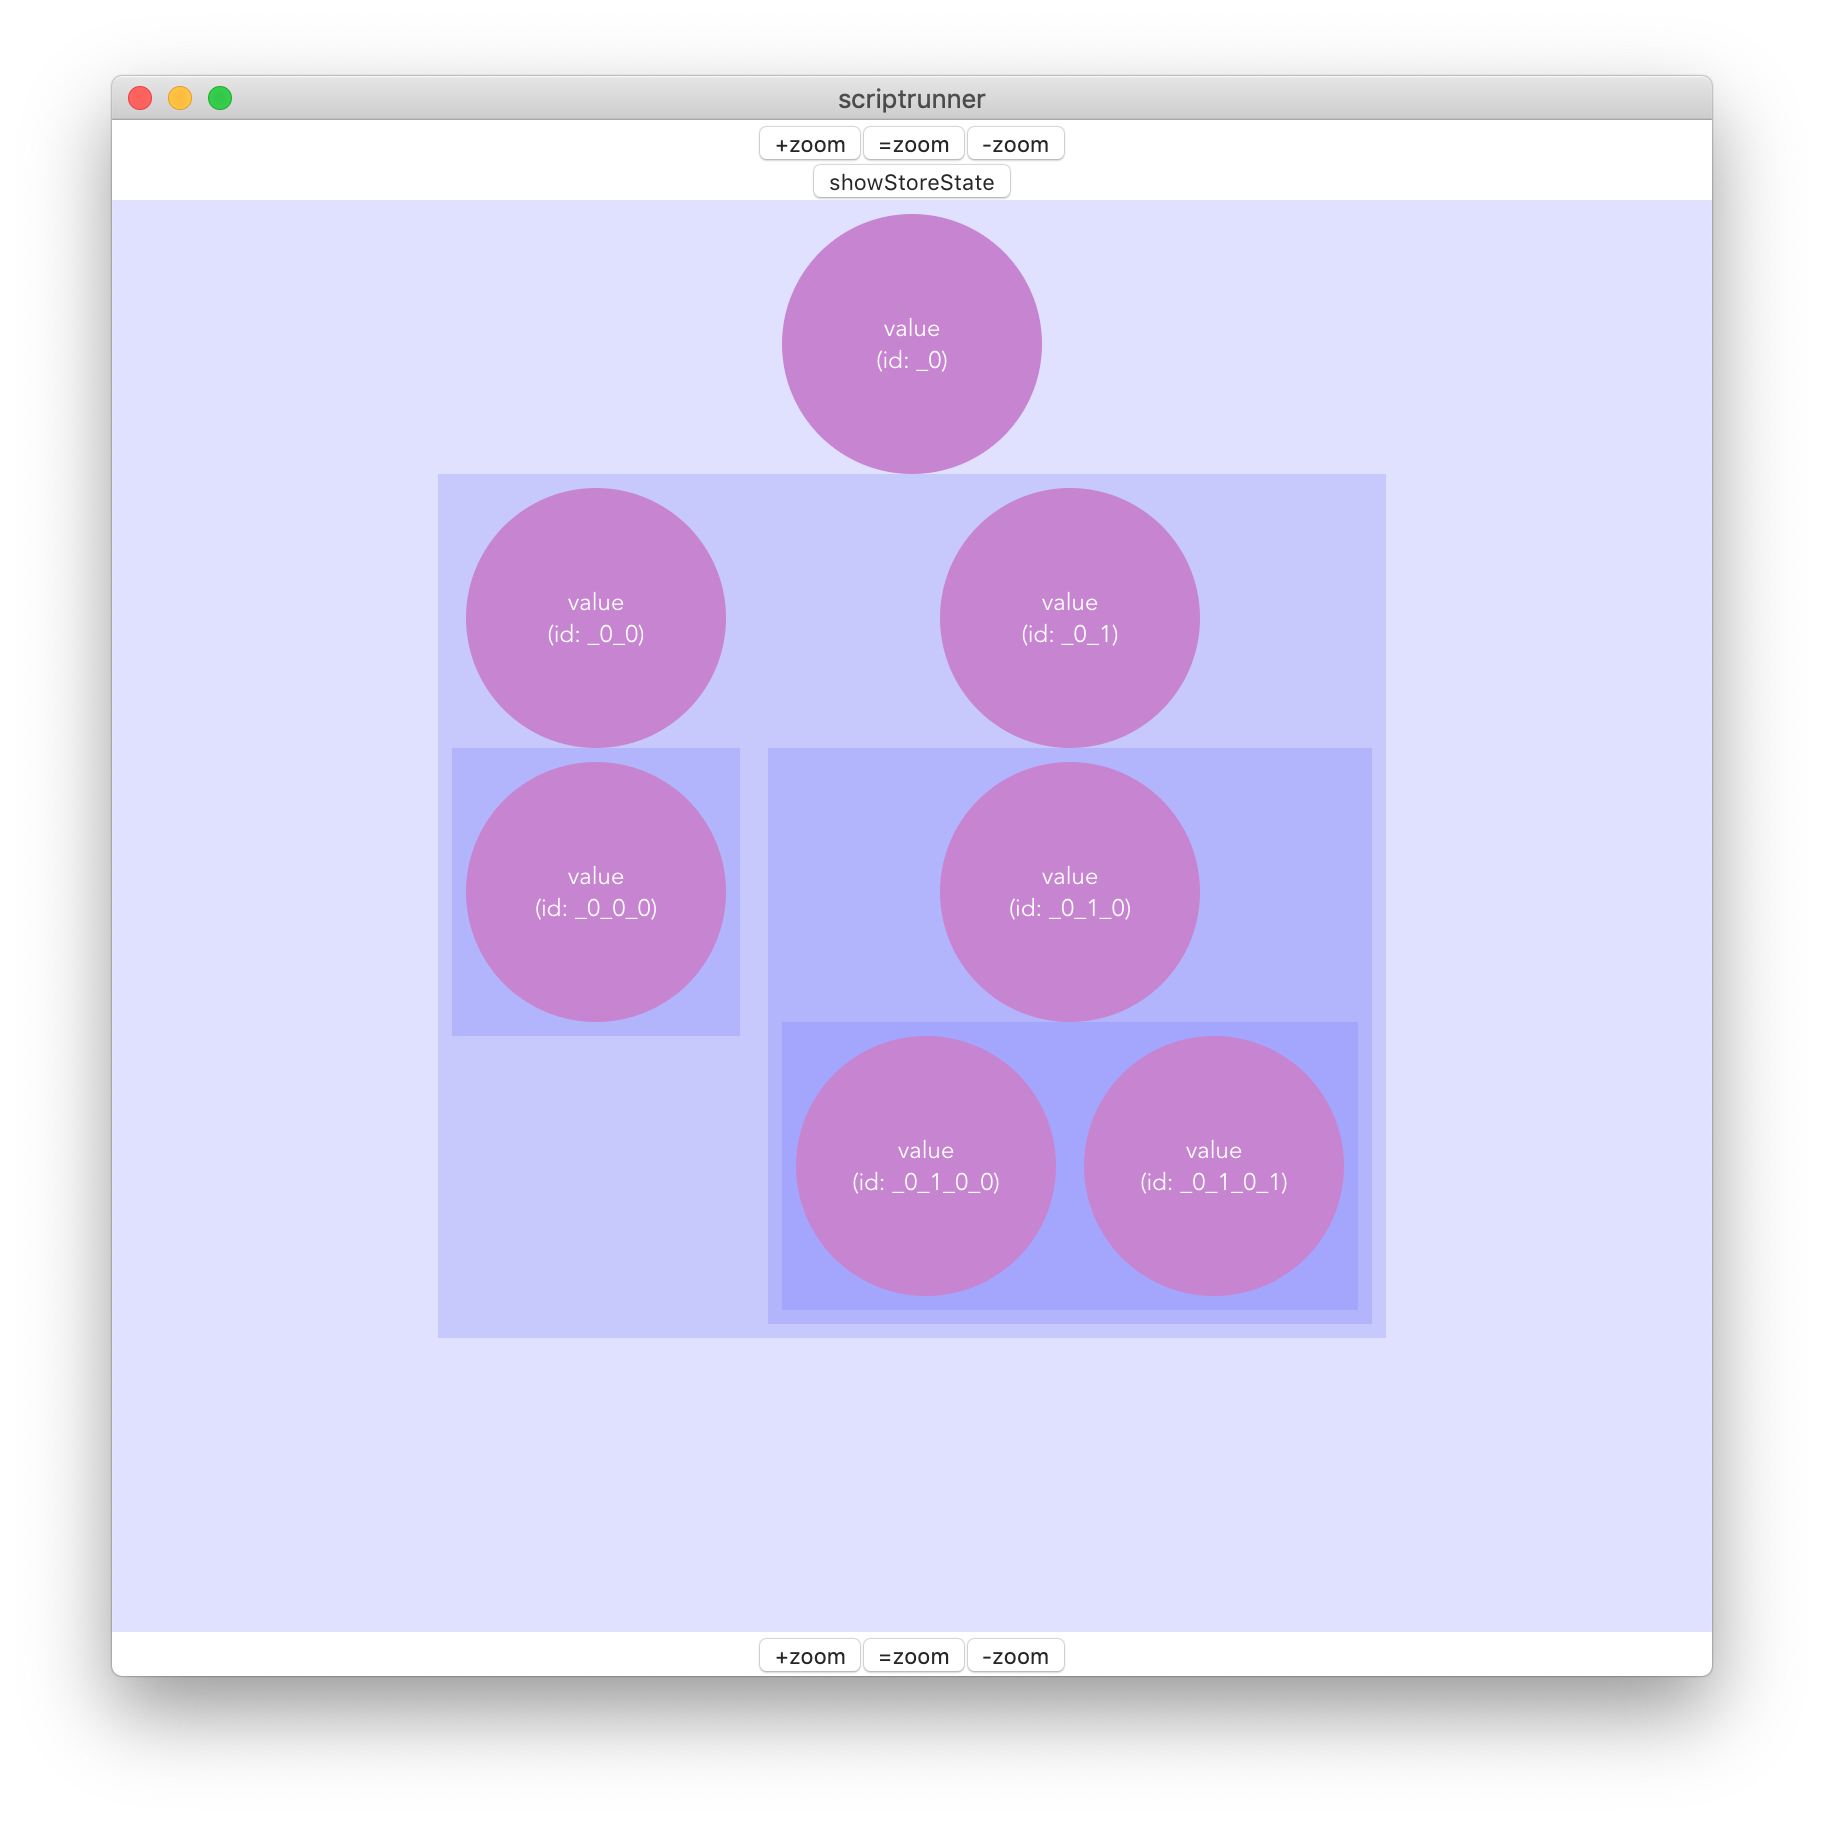 scriptrunner
+zoom =zoom -zoom
showStoreState
value
(id: _0)
value
(id: _0_0)
value
(id: _0_1)
value
(id: _0_0_0)
value
(id: _0_1_0)
value
(id: _0_1_0_0)
value
(id: _0_1_0_1)
+zoom =zoom -zoom